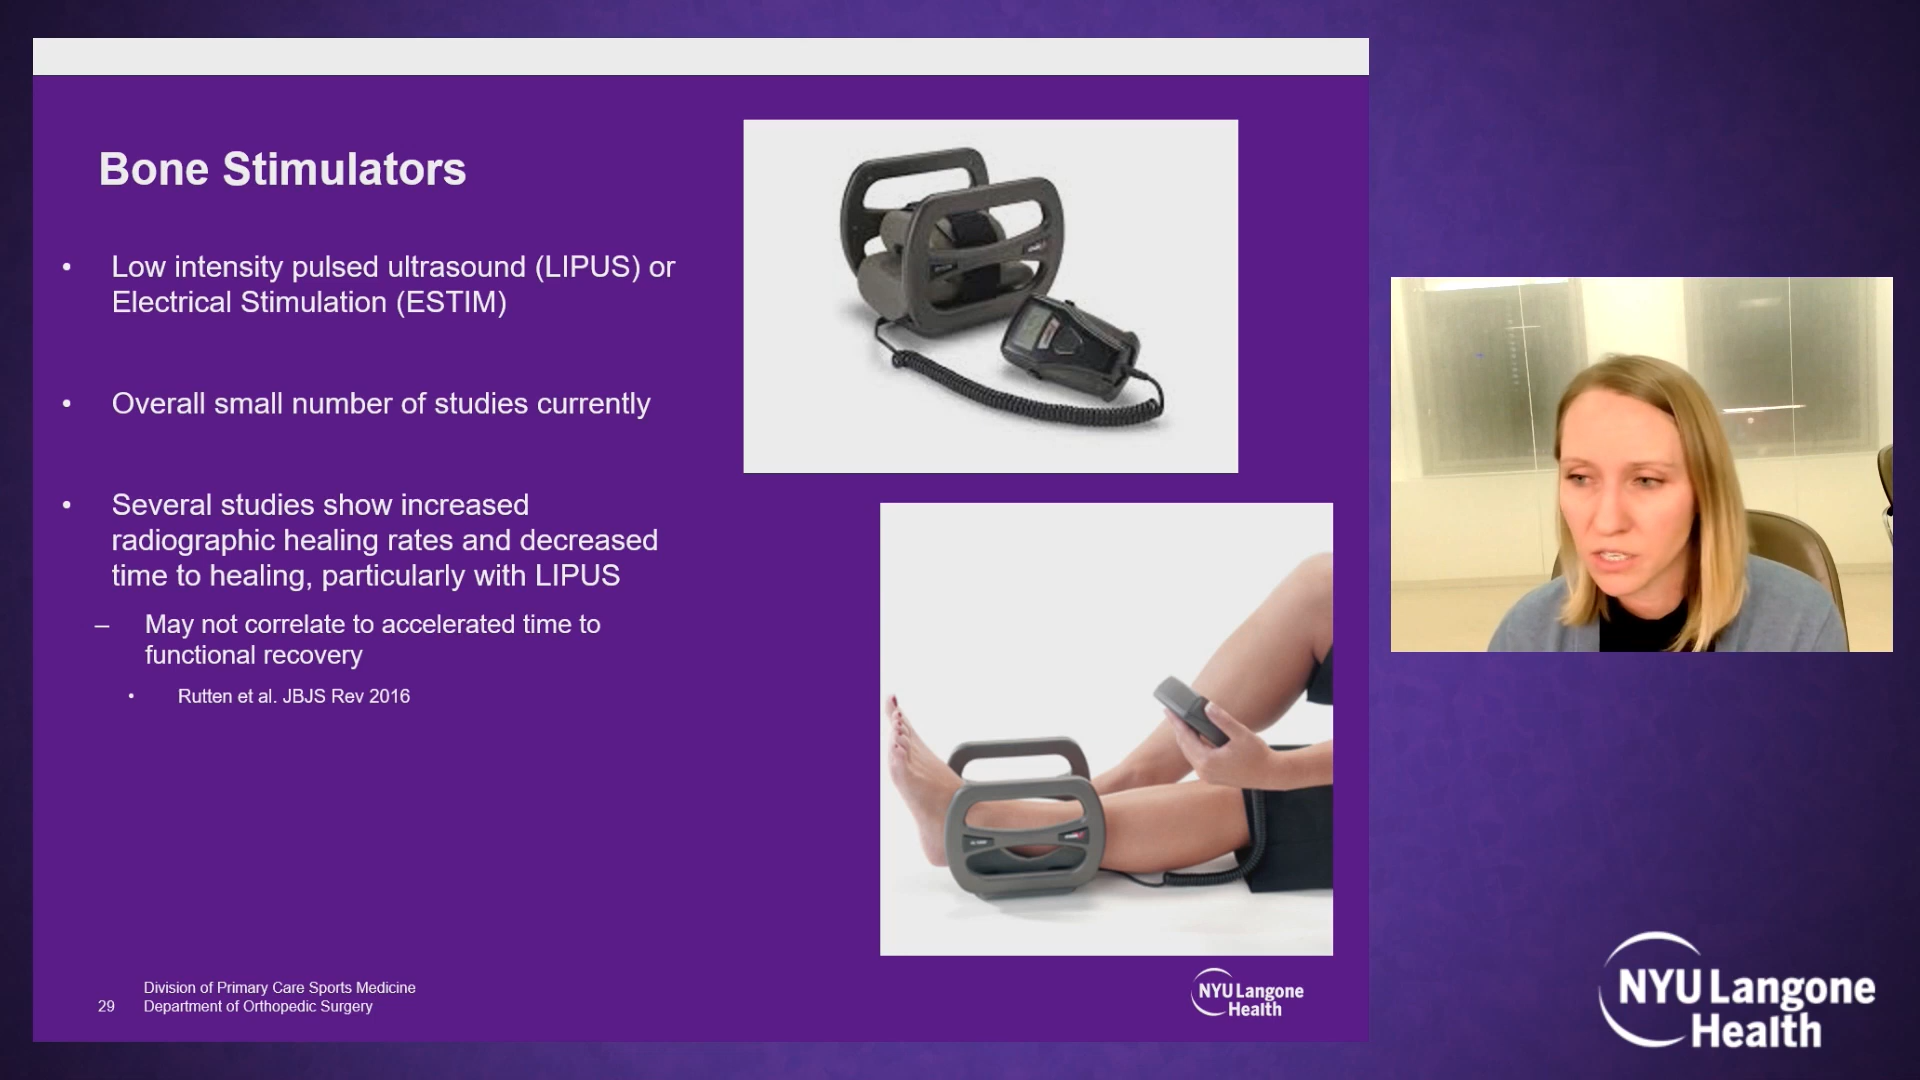 Bone Stimulators
• Low intensity pulsed ultrasound (LIPUS) or
Electrical Stimulation (ESTIM)
• Overall small number of studies currently
• Several studies show increased
radiographic healing rates and decreased
time to healing, particularly with LIPUS
– May not correlate to accelerated time to
functional recovery
• Rutten et al. JBJS Rev 2016
Division of Primary Care Sports Medicine
29 Department of Orthopedic Surgery
NYU Langone
Health
NYU Langone
Health